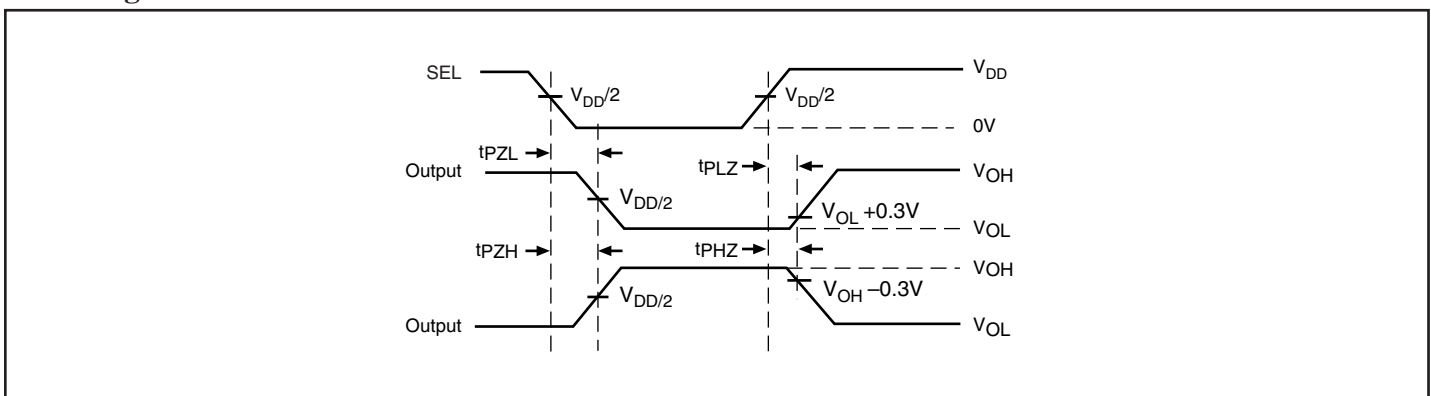 SEL
VDD/2
VDD/2
VDD
0V
tPZL
tPLZ
Output
VDD/2
VOL +0.3V
VOH
VOL
tPZH
tPHZ
VOH
VDD/2
VOH –0.3V
Output
VOL